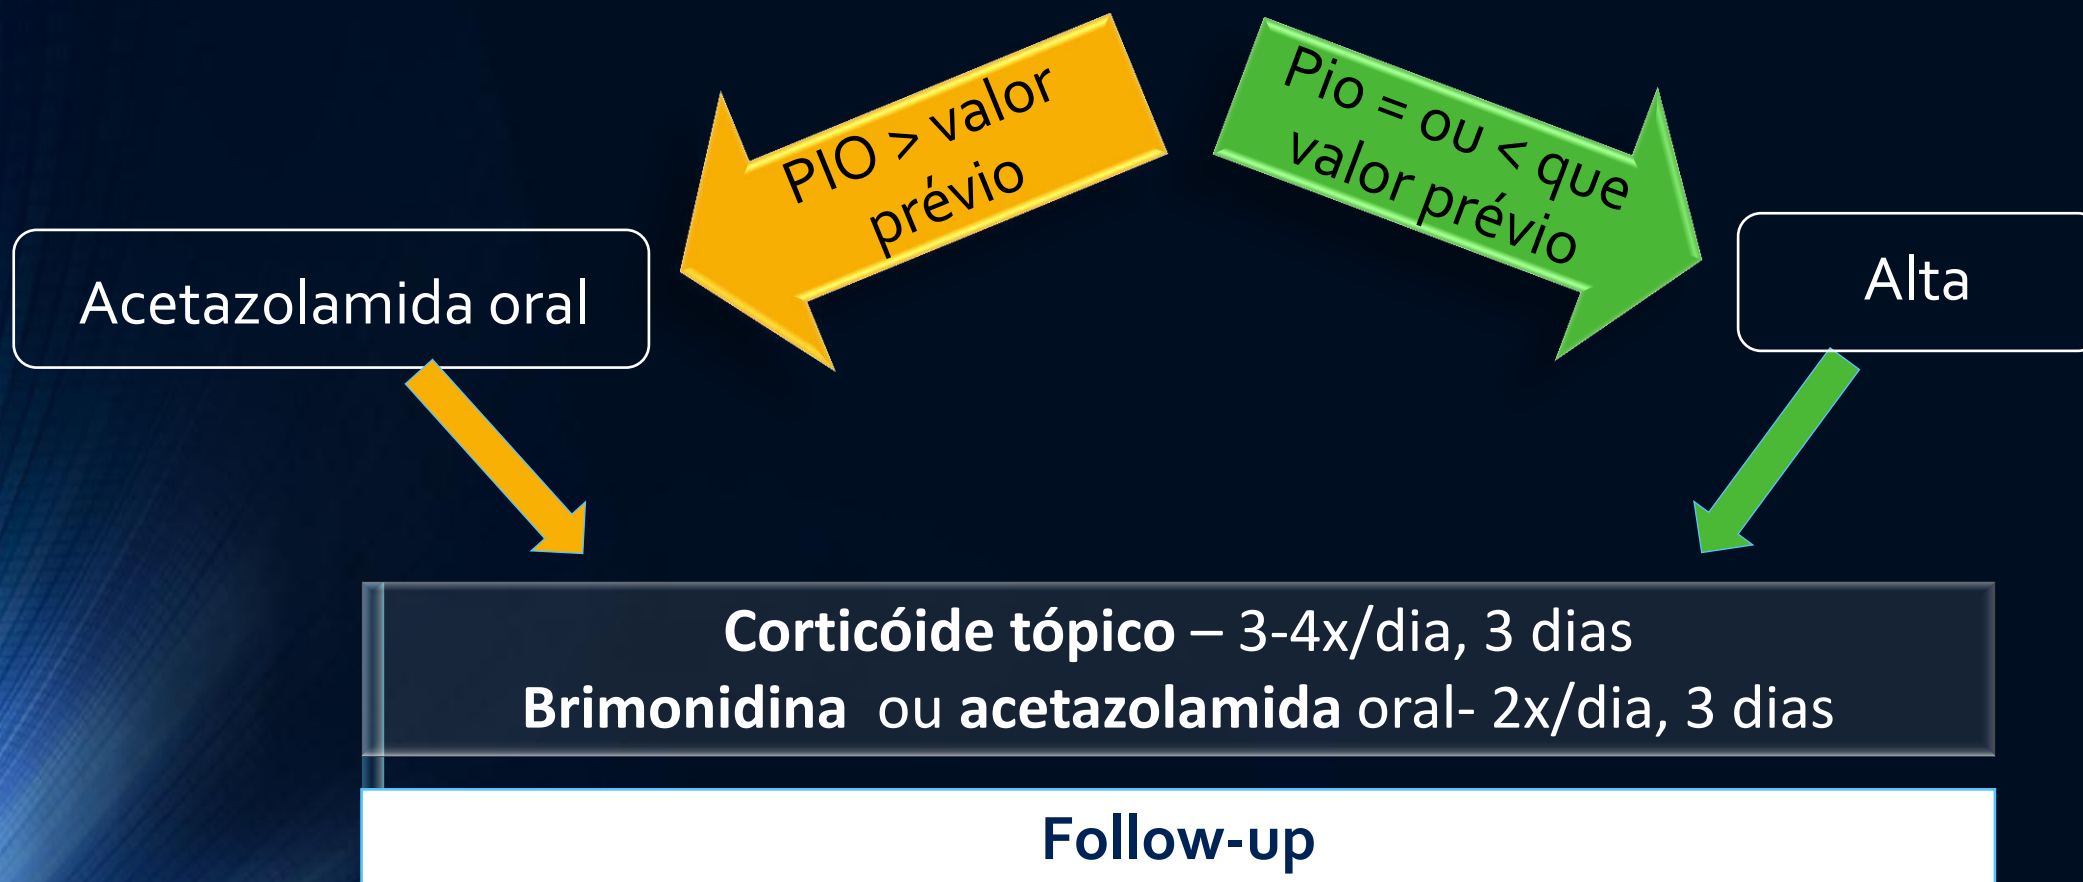 PIO > valor
prévio
Pio = ou < que
valor prévio
Acetazolamida oral
Alta
Corticóide tópico – 3-4x/dia, 3 dias
Brimonidina ou acetazolamida oral- 2x/dia, 3 dias
Follow-up